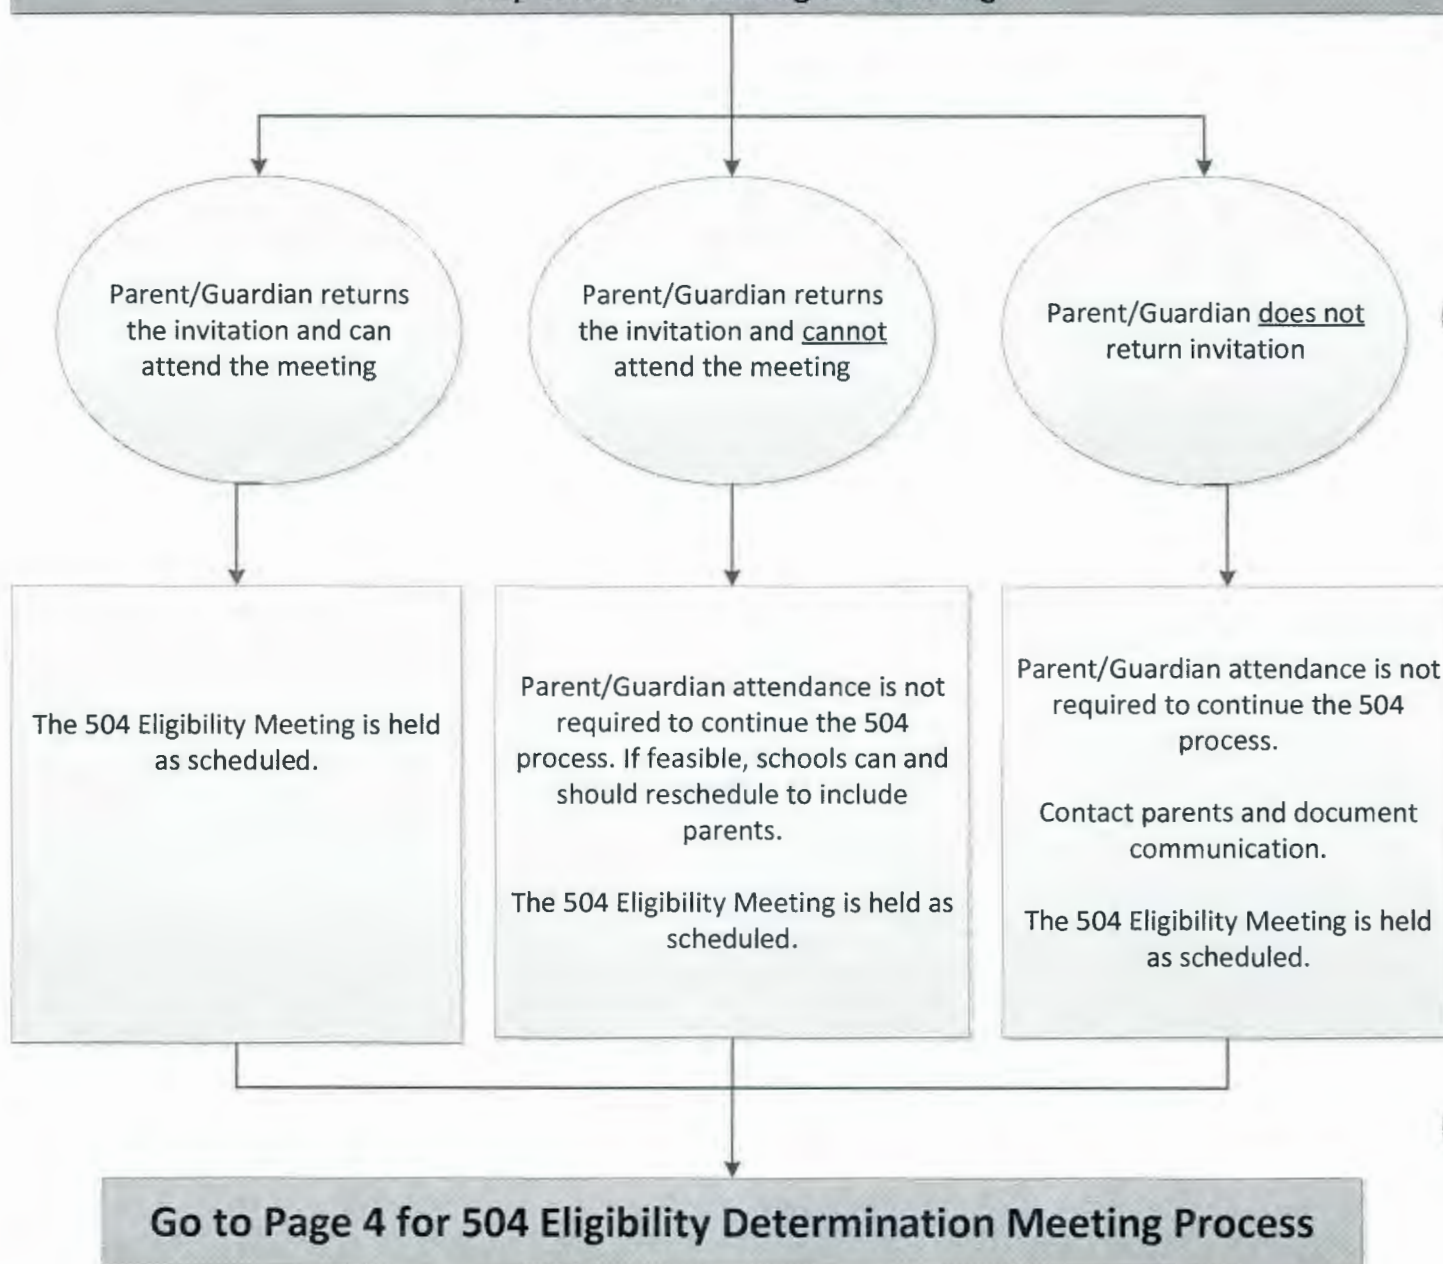 Parent/Guardian returns
the invitation and can
attend the meeting
Parent/Guardian returns
the invitation and cannot
attend the meeting
Parent/Guardian does not
return invitation
The 504 Eligibility Meeting is held
as scheduled.
Parent/Guardian attendance is not
required to continue the 504
process. If feasible, schools can and
should reschedule to include
parents.
The 504 Eligibility Meeting is held as
scheduled.
Parent/Guardian attendance is not
required to continue the 504
process.
Contact parents and document
communication.
The 504 Eligibility Meeting is held
as scheduled.
Go to Page 4 for 504 Eligibility Determination Meeting Process